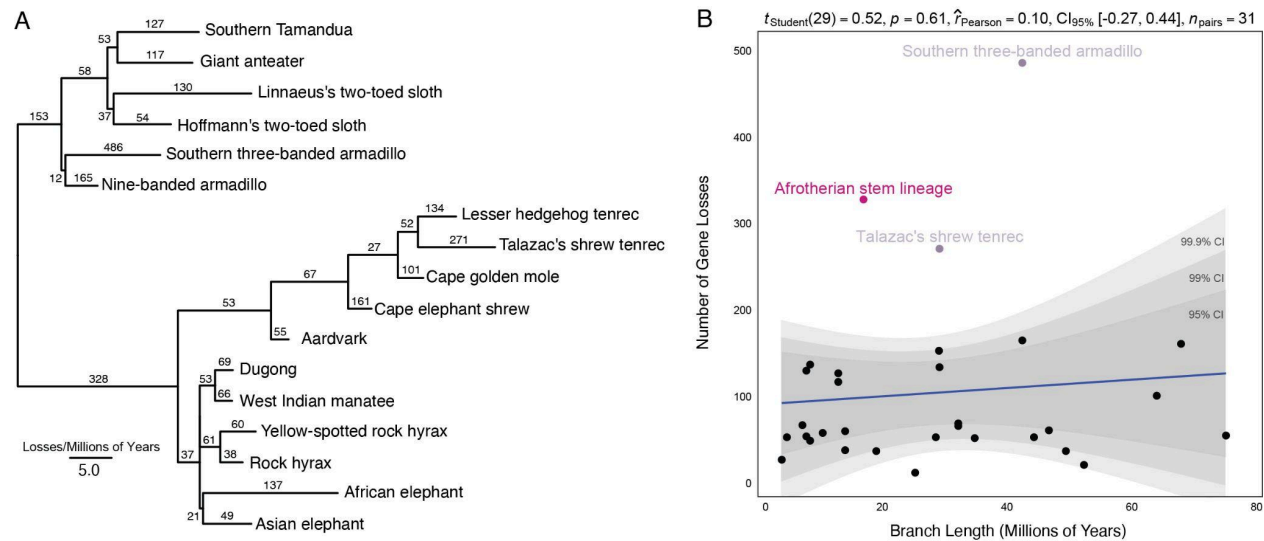 A
127
Southern Tamandua
53
117
Giant anteater
58
130
Linnaeus's two-toed sloth
153
37
54
Hoffmann's two-toed sloth
486
Southern three-banded armadillo
12
165
Nine-banded armadillo
134
Lesser hedgehog tenrec
52
271
Talazac's shrew tenrec
27
101
Cape golden mole
67
161
Cape elephant shrew
53
55
Aardvark
328
69
Dugong
53
66
West Indian manatee
60
Yellow-spotted rock hyrax
61
38
Rock hyrax
37
137
African elephant
21
49
Asian elephant
Losses/Millions of Years
5.0
B
t Student(29) = 0.52, p = 0.61, r̂ Pearson = 0.10, CI 95% [-0.27, 0.44], n pairs = 31
Number of Gene Losses
500
400
300
200
100
0
Southern three-banded armadillo
Afrotherian stem lineage
Talazac's shrew tenrec
99.9% CI
99% CI
95% CI
0 20 40 60 80
Branch Length (Millions of Years)